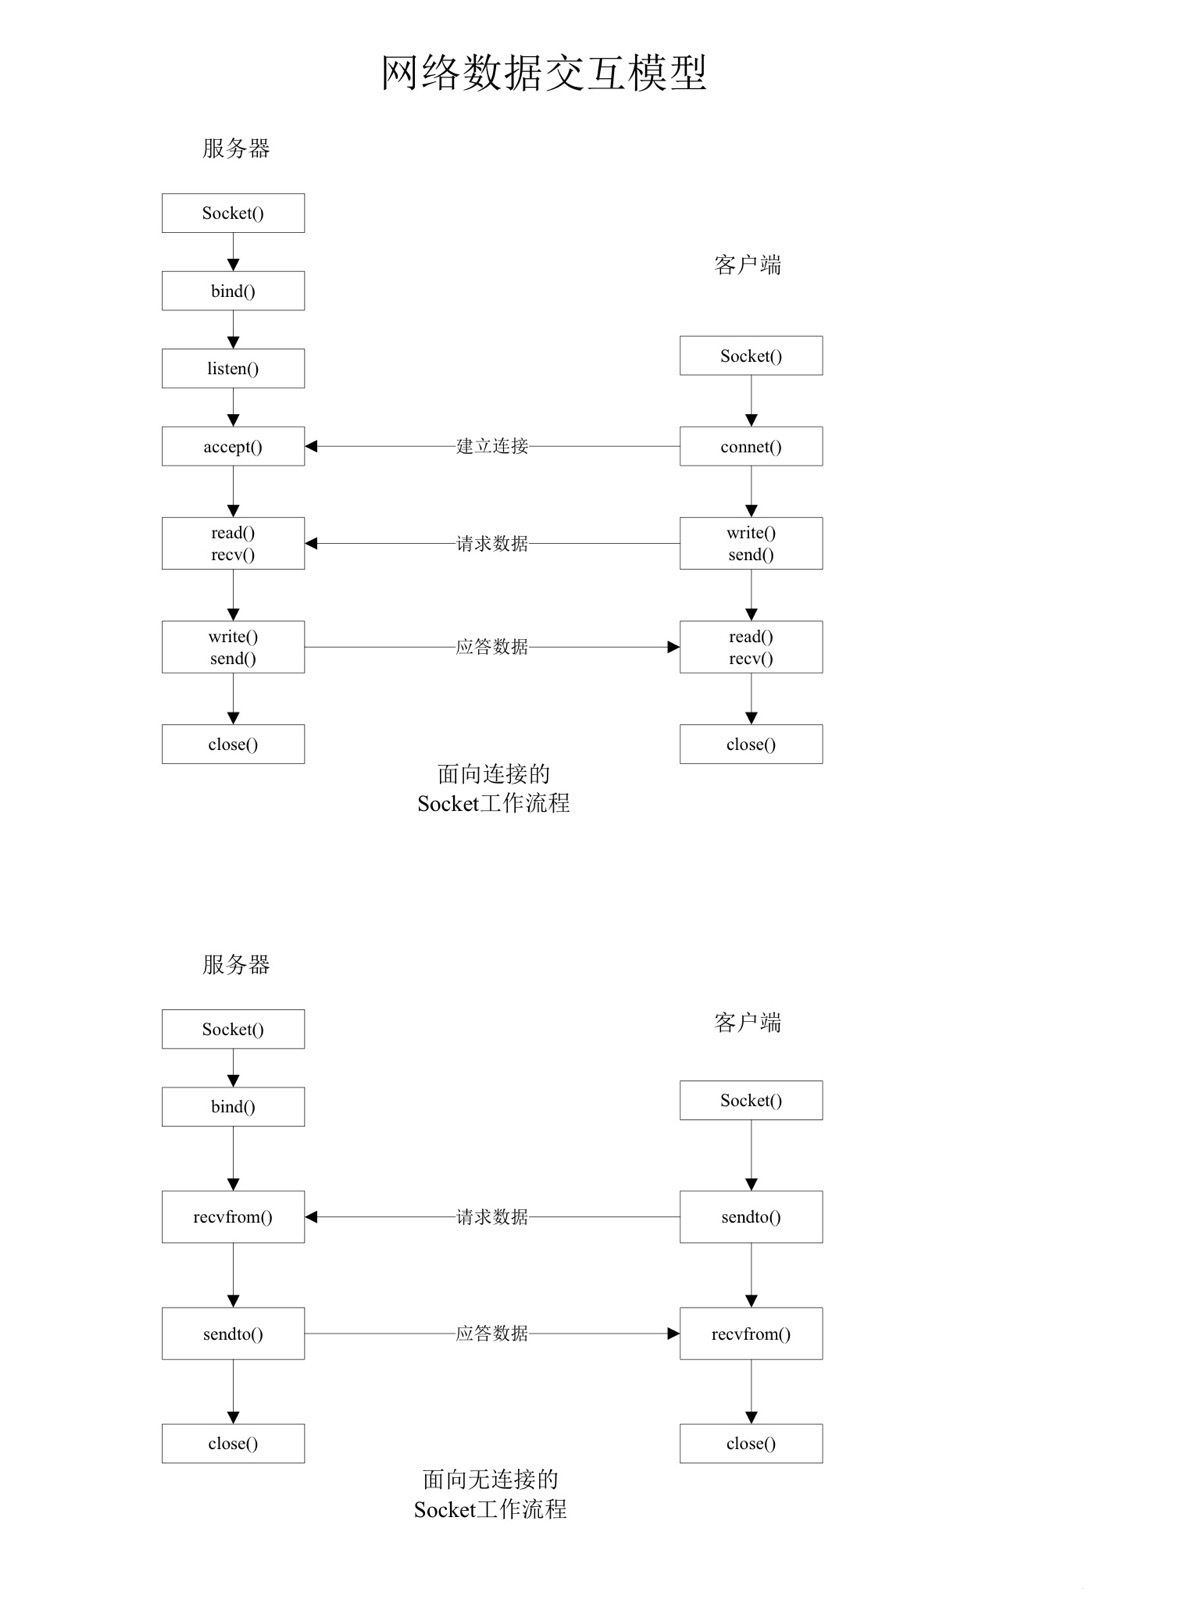 网络数据交互模型
服务器
Socket()
bind()
客户端
listen()
Socket()
accept()
建立连接
connet()
read()
recv()
请求数据
write()
send()
write()
send()
应答数据
read()
recv()
close()
close()
面向连接的
Socket工作流程
服务器
Socket()
客户端
bind()
Socket()
recvfrom()
请求数据
sendto()
sendto()
应答数据
recvfrom()
close()
close()
面向无连接的
Socket工作流程